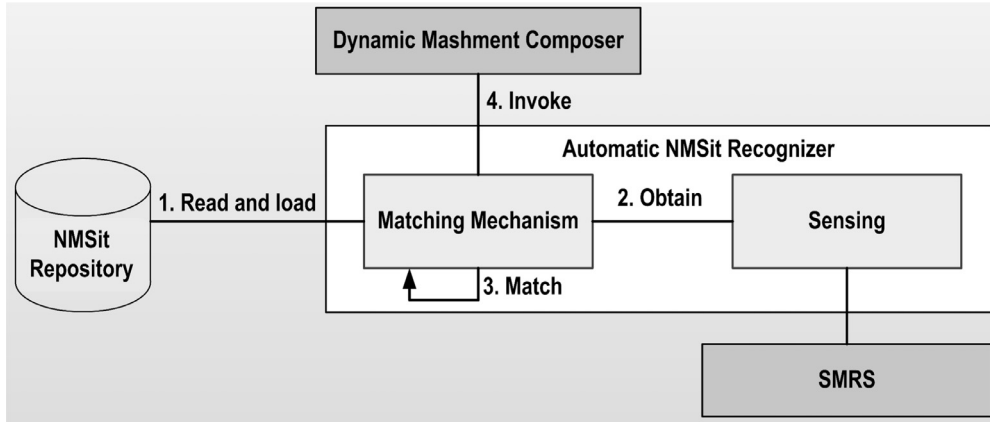 Dynamic Mashment Composer
4. Invoke
Automatic NMSit Recognizer
1. Read and load
Matching Mechanism
2. Obtain
Sensing
NMSit
Repository
3. Match
SMRS